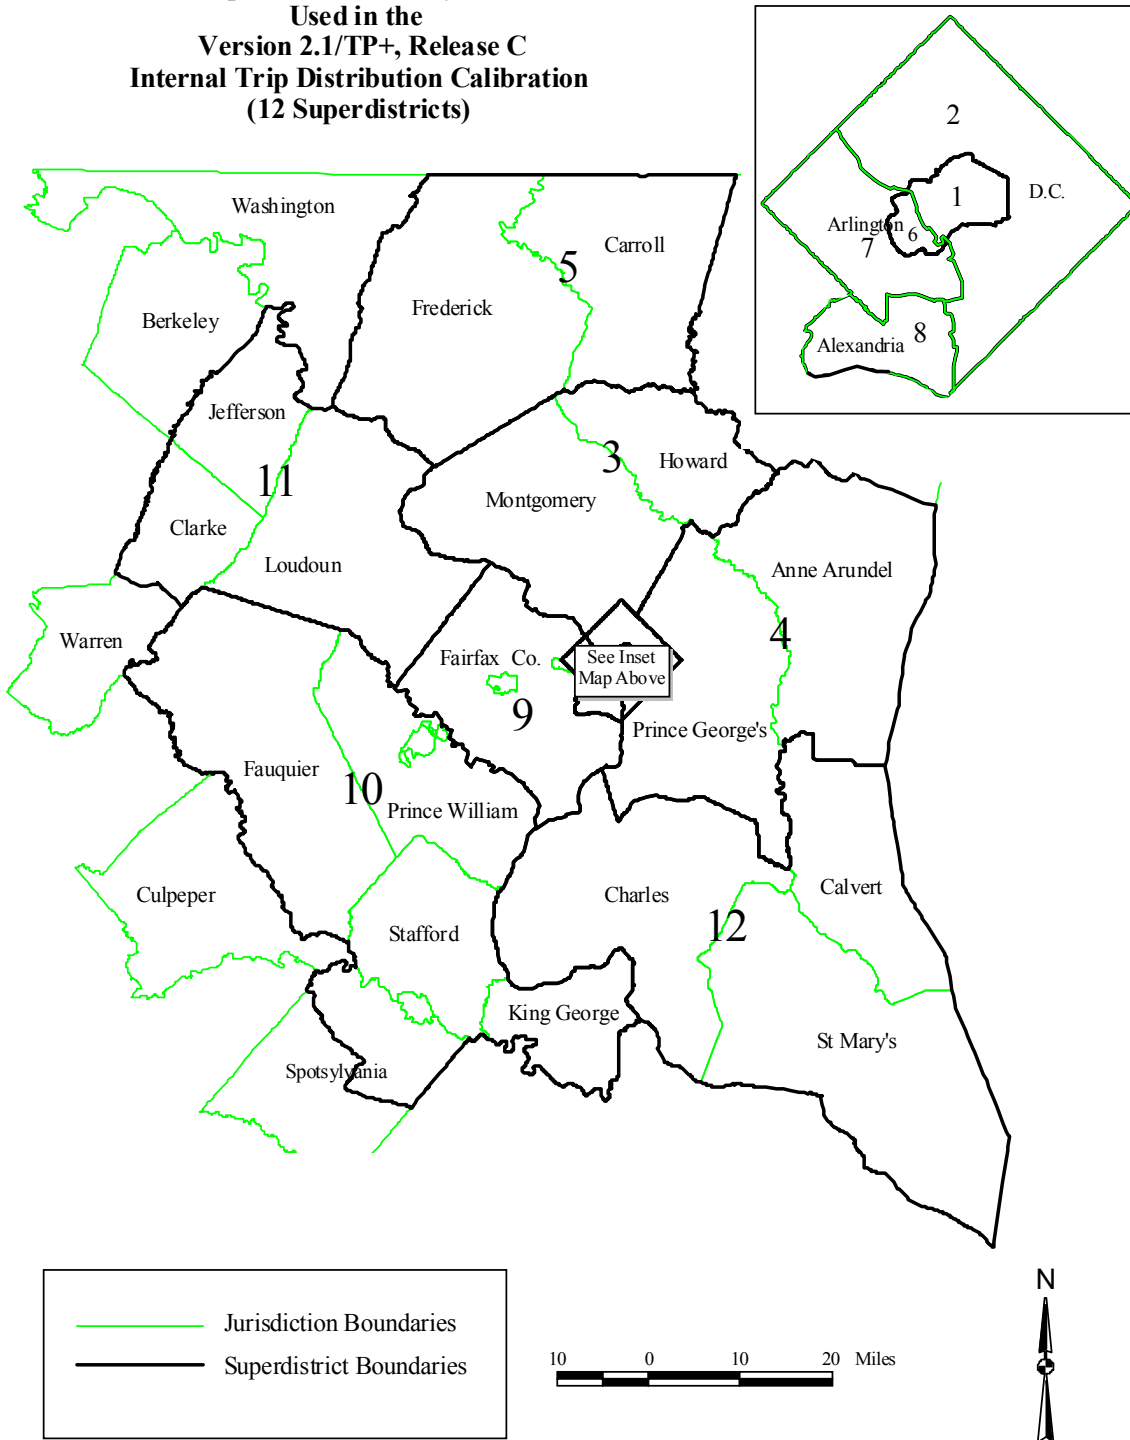 Used in the
Version 2.1/TP+, Release C
Internal Trip Distribution Calibration
(12 Superdistricts)
2
1
D.C.
Arlington
6
7
8
Alexandria
Washington
Carroll
5
Frederick
Berkeley
Jefferson
3
Howard
11
Montgomery
Clarke
Loudoun
Anne Arundel
Warren
4
Fairfax Co.
See Inset
Map Above
9
Prince George's
Fauquier
10
Prince William
Culpeper
Charles
Calvert
12
Stafford
King George
St Mary's
Spotsylvania
Jurisdiction Boundaries
Superdistrict Boundaries
10 0 10 20 Miles
N